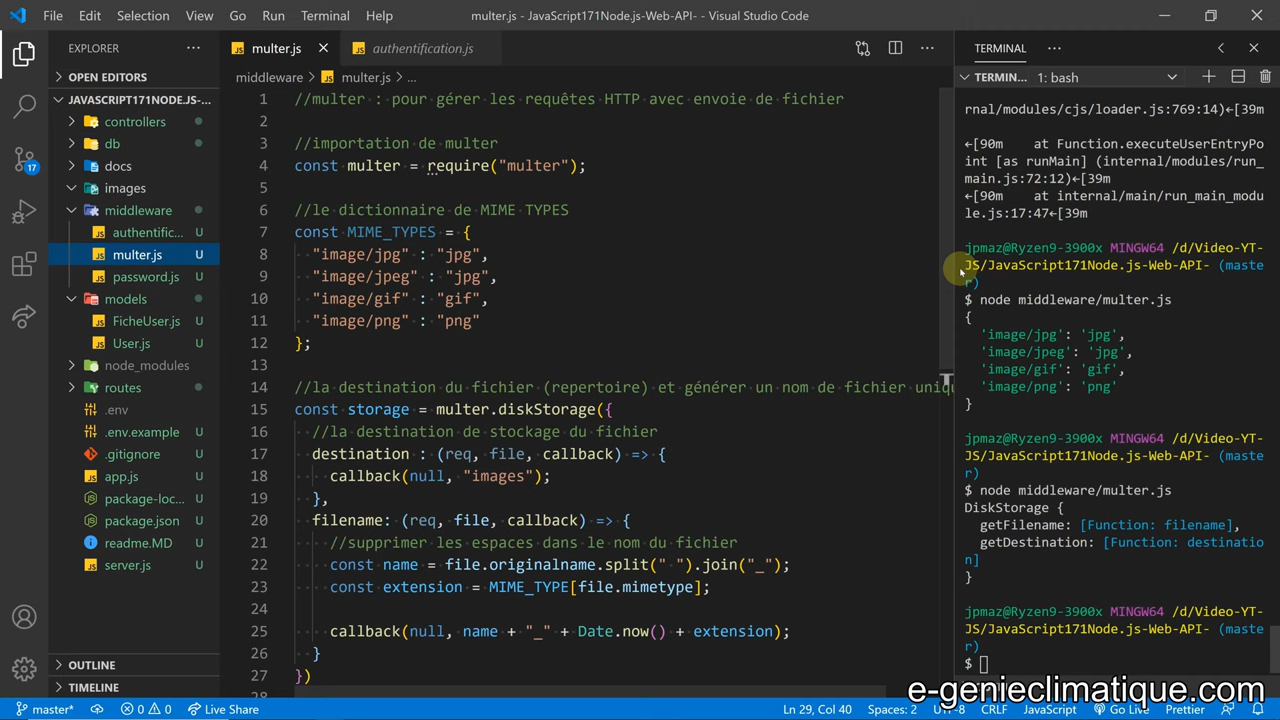 File Edit Selection View Go Run Terminal Help multer.js - JavaScript171Node.js-Web-API- - Visual Studio Code
EXPLORER
OPEN EDITORS
JAVASCRIPT171NODE.JS-...
controllers
db
docs
images
middleware
authentific... U
multer.js U
password.js U
models
FicheUser.js U
User.js U
node_modules
routes
.env
.env.example U
.gitignore U
app.js U
package-loc... U
package.json U
readme.MD U
server.js U
OUTLINE
TIMELINE
17
multer.js authentification.js
middleware > multer.js > ...
1 //multer : pour gérer les requêtes HTTP avec envoie de fichier
2
3 //importation de multer
4 const multer = require("multer");
5
6 //le dictionnaire de MIME TYPES
7 const MIME_TYPES = {
8 "image/jpg" : "jpg",
9 "image/jpeg" : "jpg",
10 "image/gif" : "gif",
11 "image/png" : "png"
12 };
13
14 //la destination du fichier (repertoire) et générer un nom de fichier uniq
15 const storage = multer.diskStorage({
16 //la destination de stockage du fichier
17 destination : (req, file, callback) => {
18 callback(null, "images");
19 },
20 filename: (req, file, callback) => {
21 //supprimer les espaces dans le nom du fichier
22 const name = file.originalname.split(" ").join("_");
23 const extension = MIME_TYPE[file.mimetype];
24
25 callback(null, name + "_" + Date.now() + extension);
26 }
27 })
28
TERMINAL
TERMIN... 1: bash
rnal/modules/cjs/loader.js:769:14)←[39m
←[90m at Function.executeUserEntryPo
int [as runMain] (internal/modules/run_
main.js:72:12)←[39m
←[90m at internal/main/run_main_modu
le.js:17:47←[39m
jpmaz@Ryzen9-3900x MINGW64 /d/Video-YT-
JS/JavaScript171Node.js-Web-API- (maste
r)
$ node middleware/multer.js
{
'image/jpg': 'jpg',
'image/jpeg': 'jpg',
'image/gif': 'gif',
'image/png': 'png'
}
jpmaz@Ryzen9-3900x MINGW64 /d/Video-YT-
JS/JavaScript171Node.js-Web-API- (maste
r)
$ node middleware/multer.js
DiskStorage {
getFilename: [Function: filename],
getDestination: [Function: destinatio
n]
}
jpmaz@Ryzen9-3900x MINGW64 /d/Video-YT-
JS/JavaScript171Node.js-Web-API- (maste
r)
$
e-genieclimatique.com
master* 0 0 Live Share Ln 29, Col 40 Spaces: 2 UTF-8 CRLF JavaScript Go Live Prettier